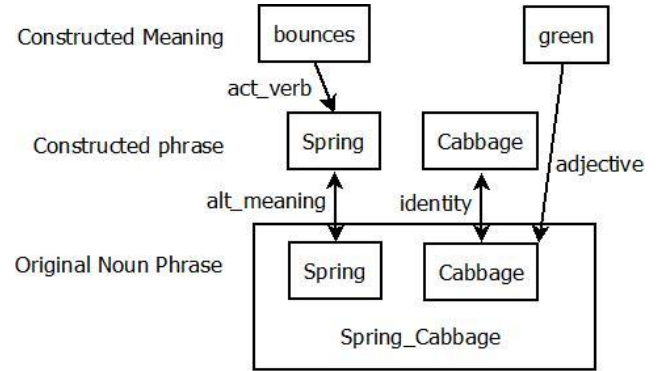 Constructed Meaning
bounces
green
act_verb
Constructed phrase
Spring
Cabbage
adjective
alt_meaning
identity
Original Noun Phrase
Spring
Cabbage
Spring_Cabbage